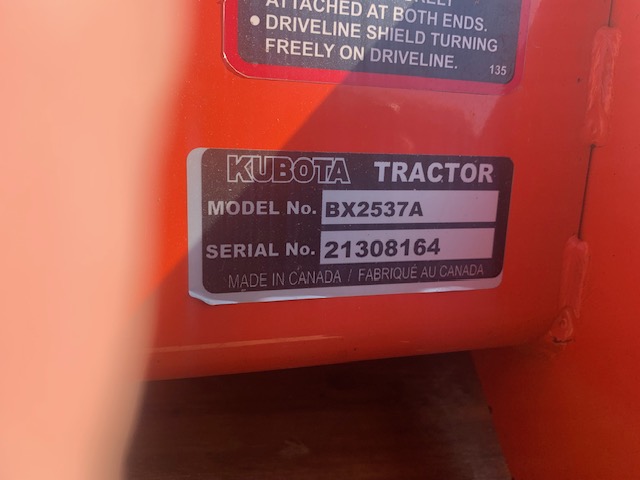 ATTACHED AT BOTH ENDS.
• DRIVELINE SHIELD TURNING
FREELY ON DRIVELINE.
135
KUBOTA TRACTOR
MODEL No. BX2537A
SERIAL No. 21308164
MADE IN CANADA / FABRIQUÉ AU CANADA